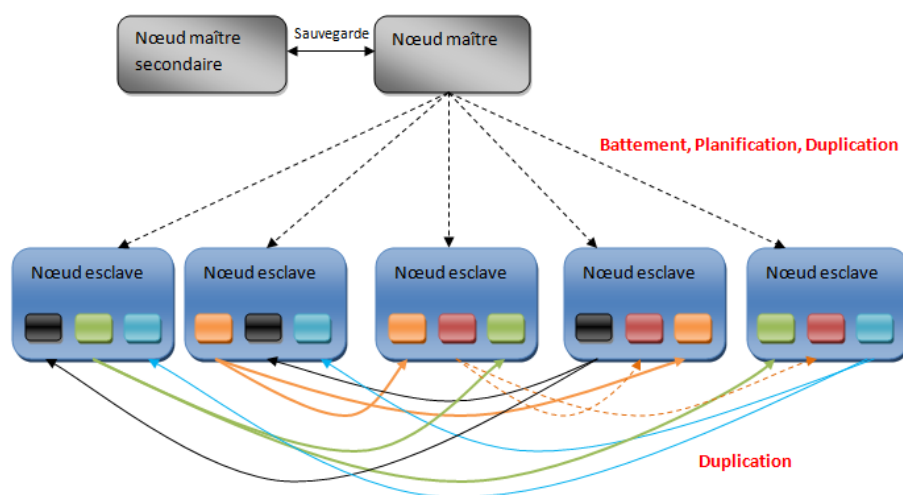 Nœud maître
secondaire
Sauvegarde
Nœud maître
Battement, Planification, Duplication
Nœud esclave
Nœud esclave
Nœud esclave
Nœud esclave
Nœud esclave
Duplication